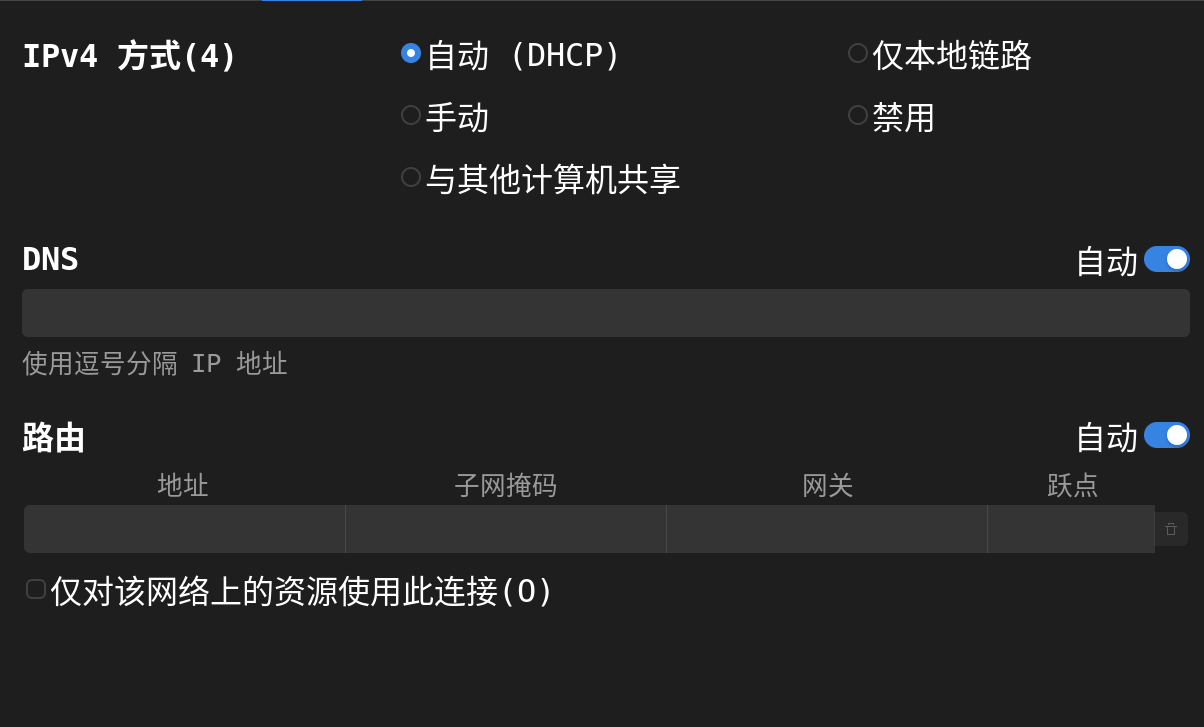 IPv4 方式(4) 自动 (DHCP) 仅本地链路
手动 禁用
与其他计算机共享
DNS 自动
使用逗号分隔 IP 地址
路由 自动
地址 子网掩码 网关 跃点
仅对该网络上的资源使用此连接(O)